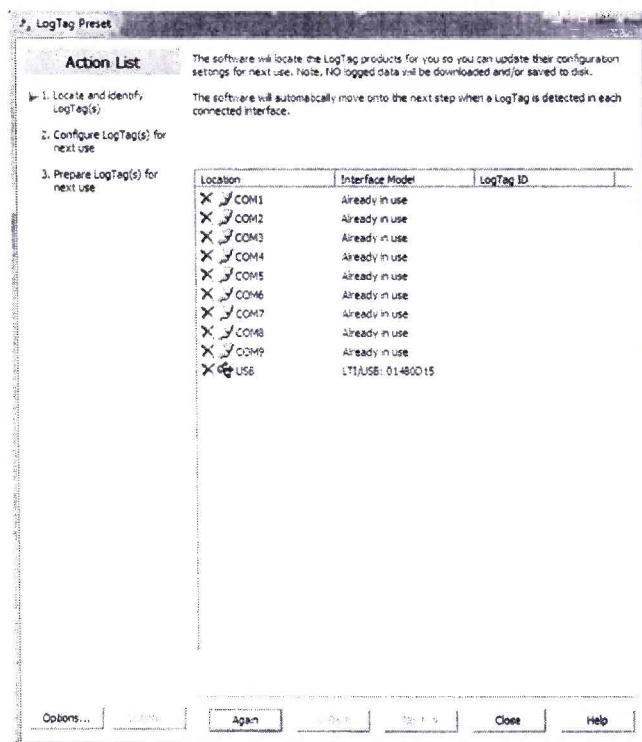 LogTag Preset
Action List
1. Locate and identify
LogTag(s)
2. Configure LogTag(s) for
next use
3. Prepare LogTag(s) for
next use
The software will locate the LogTag products for you so you can update their configuration
settings for next use. Note, NO logged data will be downloaded and/or saved to disk.
The software will automatically move onto the next step when a LogTag is detected in each
connected interface.
Location Interface Model LogTag ID
COM1 Already in use
COM2 Already in use
COM3 Already in use
COM4 Already in use
COM5 Already in use
COM6 Already in use
COM7 Already in use
COM8 Already in use
COM9 Already in use
USB LTI/USB: 01480D15
Options... Again Close Help